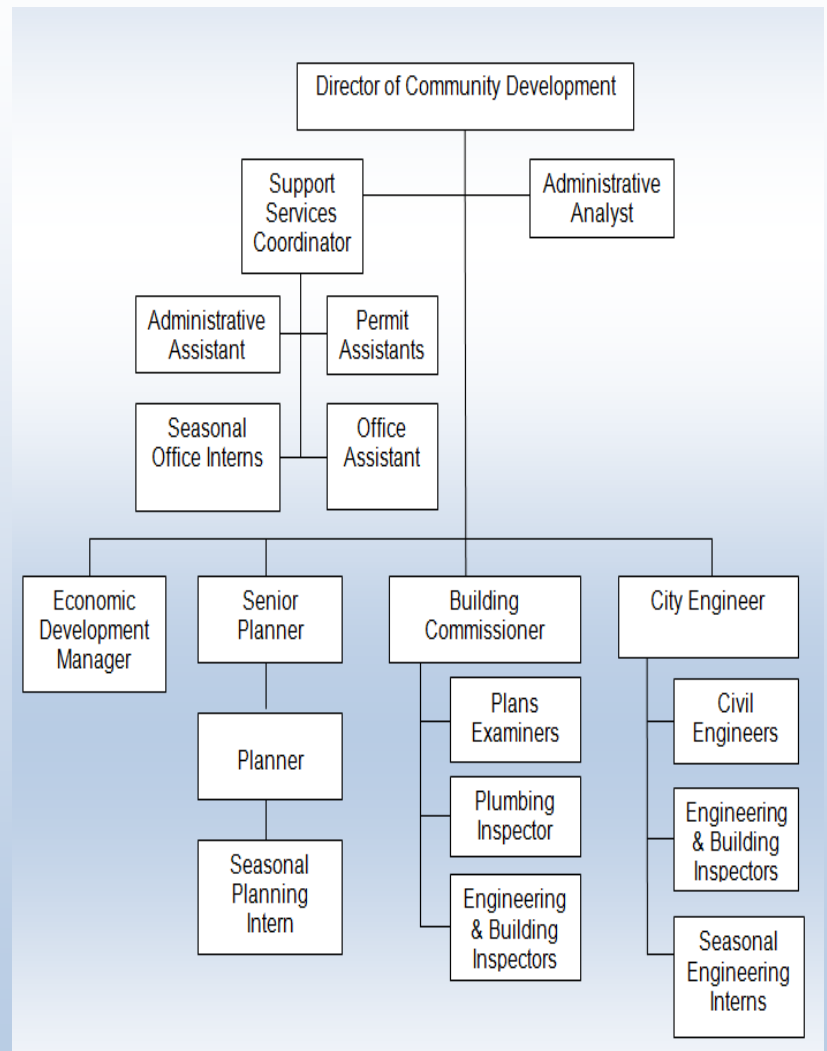 Director of Community Development
Support
Services
Coordinator
Administrative
Analyst
Administrative
Assistant
Permit
Assistants
Seasonal
Office Interns
Office
Assistant
Economic
Development
Manager
Senior
Planner
Building
Commissioner
City Engineer
Plans
Examiners
Civil
Engineers
Planner
Plumbing
Inspector
Engineering
& Building
Inspectors
Seasonal
Planning
Intern
Engineering
& Building
Inspectors
Seasonal
Engineering
Interns